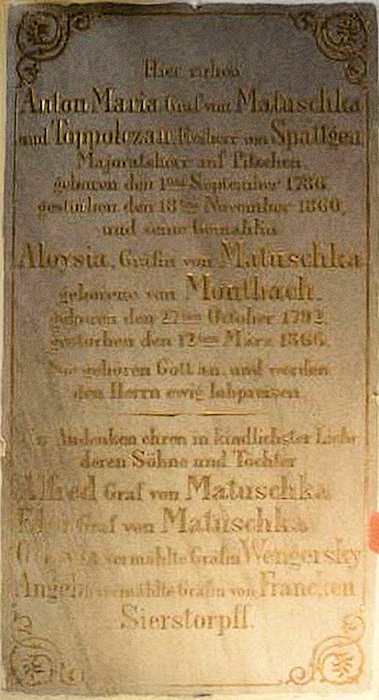 Hier ruhen
Anton Maria Graf von Matuschka
und Toppolczan, Freiherr von Spättgen,
Majoratsherr auf Pitschen
geboren den 1ten September 1786
gestorben den 18ten November 1860,
und seine Gemahlin
Aloysia, Gräfin von Matuschka
geborene von Montbach.
geboren den 27ten October 1792.
gestorben den 12ten März 1866.
Sie gehören Gott an, und werden
den Herrn ewig lobpreisen
Andenken ehren in kindlichster Liebe
deren Söhne und Töchter
Alfred Graf von Matuschka
Graf von Matuschka
vermählte Gräfin Wengersky
vermählte Gräfin von Francken
Sierstorpff.